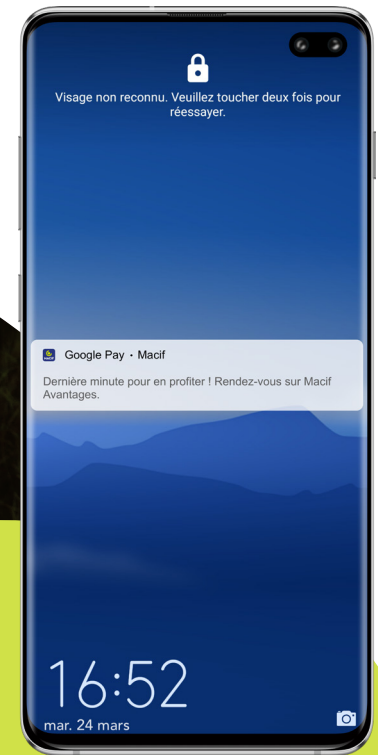 Visage non reconnu. Veuillez toucher deux fois pour
réessayer.
Google Pay · Macif
Dernière minute pour en profiter ! Rendez-vous sur Macif
Avantages.
16:52
mar. 24 mars